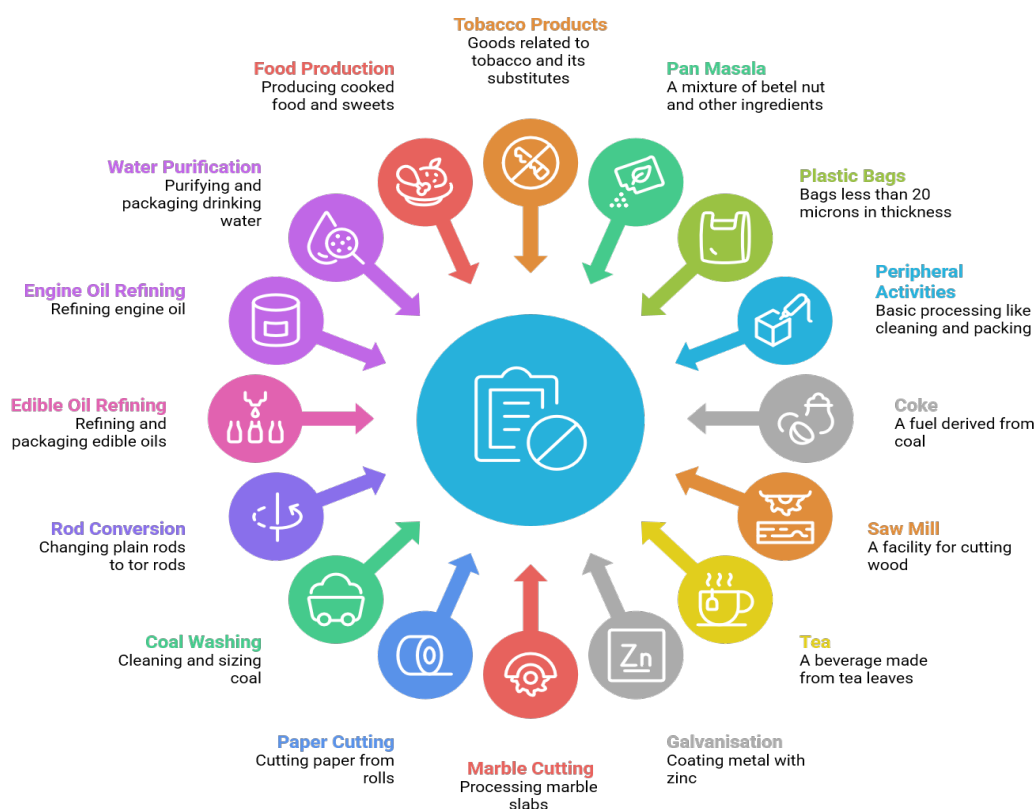 Tobacco Products
Goods related to
tobacco and its
substitutes
Pan Masala
A mixture of betel nut
and other ingredients
Plastic Bags
Bags less than 20
microns in thickness
Peripheral
Activities
Basic processing like
cleaning and packing
Coke
A fuel derived from
coal
Saw Mill
A facility for cutting
wood
Tea
A beverage made
from tea leaves
Galvanisation
Coating metal with
zinc
Zn
Marble Cutting
Processing marble
slabs
Paper Cutting
Cutting paper from
rolls
Coal Washing
Cleaning and sizing
coal
Rod Conversion
Changing plain rods
to tor rods
Edible Oil Refining
Refining and
packaging edible oils
Engine Oil Refining
Refining engine oil
Water Purification
Purifying and
packaging drinking
water
Food Production
Producing cooked
food and sweets